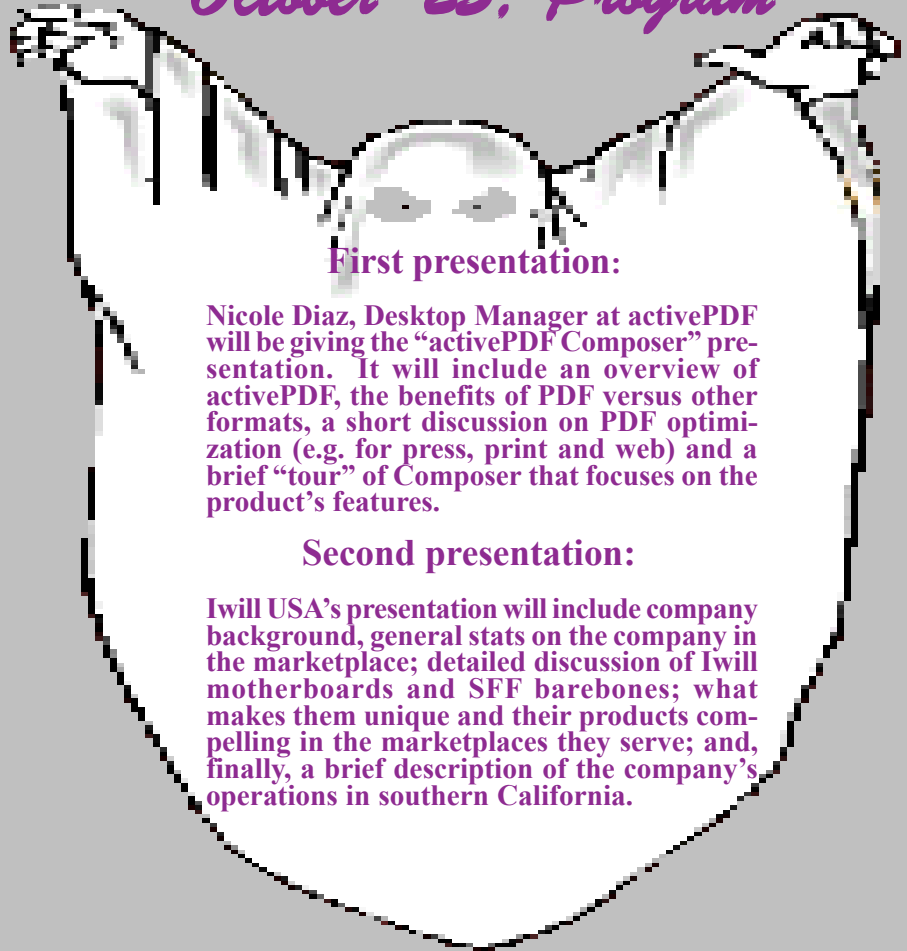 October 23, Program
First presentation:
Nicole Diaz, Desktop Manager at activePDF
will be giving the “activePDF Composer” pre-
sentation. It will include an overview of
activePDF, the benefits of PDF versus other
formats, a short discussion on PDF optimi-
zation (e.g. for press, print and web) and a
brief “tour” of Composer that focuses on the
product’s features.
Second presentation:
Iwill USA’s presentation will include company
background, general stats on the company in
the marketplace; detailed discussion of Iwill
motherboards and SFF barebones; what
makes them unique and their products com-
pelling in the marketplaces they serve; and,
finally, a brief description of the company’s
operations in southern California.